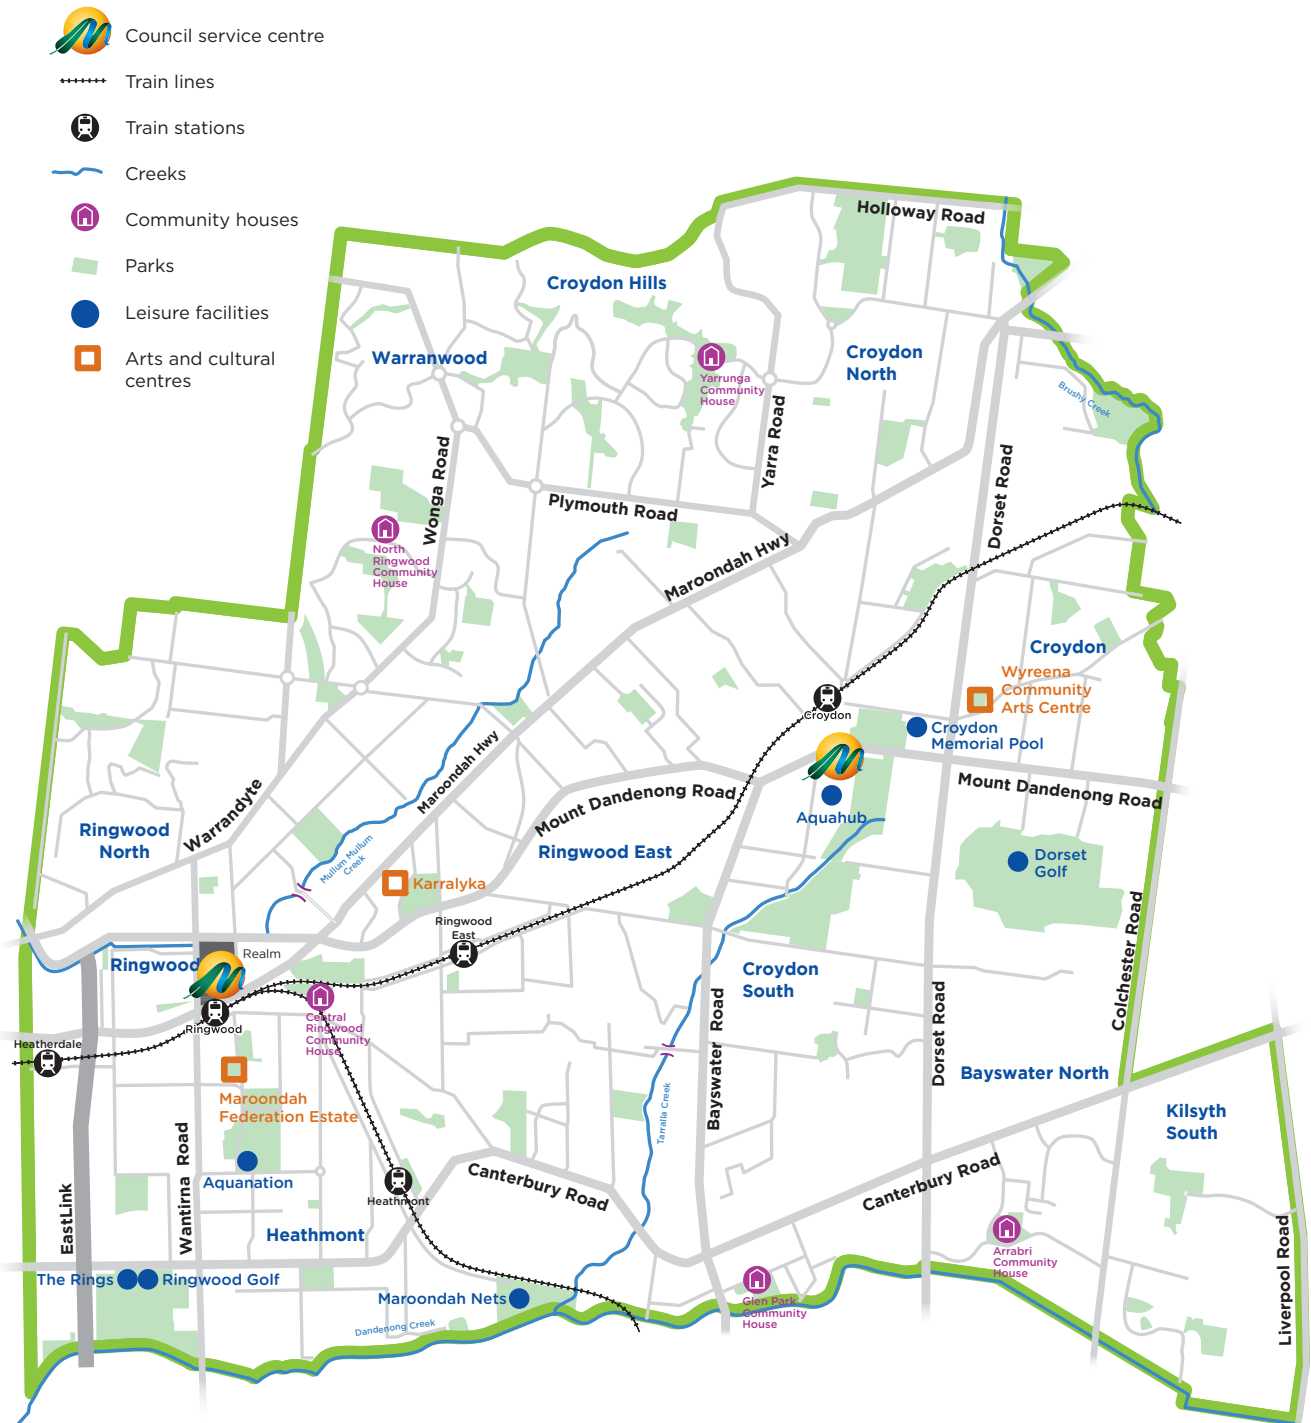 Council service centre
Train lines
Train stations
Creeks
Community houses
Parks
Leisure facilities
Arts and cultural
centres
Holloway Road
Croydon Hills
Warranwood
Croydon
North
Yarrunga
Community
House
Brushy Creek
Yarra Road
Wonga Road
Dorset Road
Plymouth Road
North
Ringwood
Community
House
Maroondah Hwy
Croydon
Wyreena
Community
Arts Centre
Croydon
Croydon
Memorial Pool
Maroondah Hwy
Mount Dandenong Road
Mount Dandenong Road
Aquahub
Warrandyte
Ringwood
North
Mullum Mullum
Creek
Ringwood East
Dorset
Golf
Karralyka
Ringwood
East
Colchester Road
Realm
Ringwood
Croydon
South
Central
Ringwood
Community
House
Ringwood
Heatherdale
Bayswater Road
Dorset Road
Bayswater North
Maroondah
Federation Estate
Tarralla Creek
Kilsyth
South
Wantirna Road
Aquanation
Canterbury Road
Canterbury Road
Heathmont
EastLink
Heathmont
Arrabri
Community
House
Liverpool Road
The Rings
Ringwood Golf
Maroondah Nets
Glen Park
Community
House
Dandenong Creek